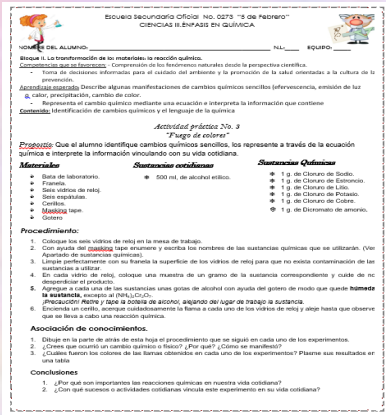 Escuela Secundaria Oficial No. 0273 "5 de Febrero"
CIENCIAS III.ÉNFASIS EN QUÍMICA
NOMBRE DEL ALUMNO: N.L: EQUIPO:
Bloque II. La transformación de los materiales: la reacción química.
Competencias que se favorecen: - Comprensión de los fenómenos naturales desde la perspectiva científica.
- Toma de decisiones informadas para el cuidado del ambiente y la promoción de la salud orientadas a la cultura de la
prevención.
Aprendizaje esperado: Describe algunas manifestaciones de cambios químicos sencillos (efervescencia, emisión de luz
o calor, precipitación, cambio de color.
- Representa el cambio químico mediante una ecuación e interpreta la información que contiene
Contenido: Identificación de cambios químicos y el lenguaje de la química
Actividad práctica No. 3
"Fuego de colores"
Proposito: Que el alumno identifique cambios químicos sencillos, los represente a través de la ecuación
química e interprete la información vinculando con su vida cotidiana.
Materiales Sustancias cotidianas Sustancias Químicas
Bata de laboratorio. 500 ml, de alcohol etílico. 1 g. de Cloruro de Sodio.
Franela. 1 g. de Cloruro de Estroncio.
Seis vidrios de reloj. 1 g. de Cloruro de Litio.
Seis espátulas. 1 g. de Cloruro de Potasio.
Cerillos. 1 g. de Cloruro de Cobre.
Masking tape. 1 g. de Dicromato de amonio.
Gotero
Procedimiento:
1. Coloque los seis vidrios de reloj en la mesa de trabajo.
2. Con ayuda del masking tape enumere y escriba los nombres de las sustancias químicas que se utilizarán. (Ver
Apartado de sustancias químicas).
3. Limpie perfectamente con su franela la superficie de los vidrios de reloj para que no exista contaminación de las
sustancias a utilizar.
4. En cada vidrio de reloj, coloque una muestra de un gramo de la sustancia correspondiente y cuide de no
desperdiciar el producto.
5. Agregue a cada una de las sustancias unas gotas de alcohol con ayuda del gotero de modo que quede húmeda
la sustancia, excepto al (NH₄)₂Cr₂O₇.
¡Precaución! Retire y tape la botella de alcohol, alejando del lugar de trabajo la sustancia.
6. Encienda un cerillo, acerque cuidadosamente la llama a cada uno de los vidrios de reloj y aleje hasta que observe
que se lleva a cabo una reacción química.
Asociación de conocimientos.
1. Dibuje en la parte de atrás de esta hoja el procedimiento que se siguió en cada uno de los experimentos.
2. ¿Crees que ocurrió un cambio químico o físico? ¿Por qué? ¿Cómo se manifestó?
3. ¿Cuáles fueron los colores de las llamas obtenidos en cada uno de los experimentos? Plasme sus resultados en
una tabla
Conclusiones
1. ¿Por qué son importantes las reacciones químicas en nuestra vida cotidiana?
2. ¿Con qué sucesos o actividades cotidianas vincula este experimento en su vida cotidiana?